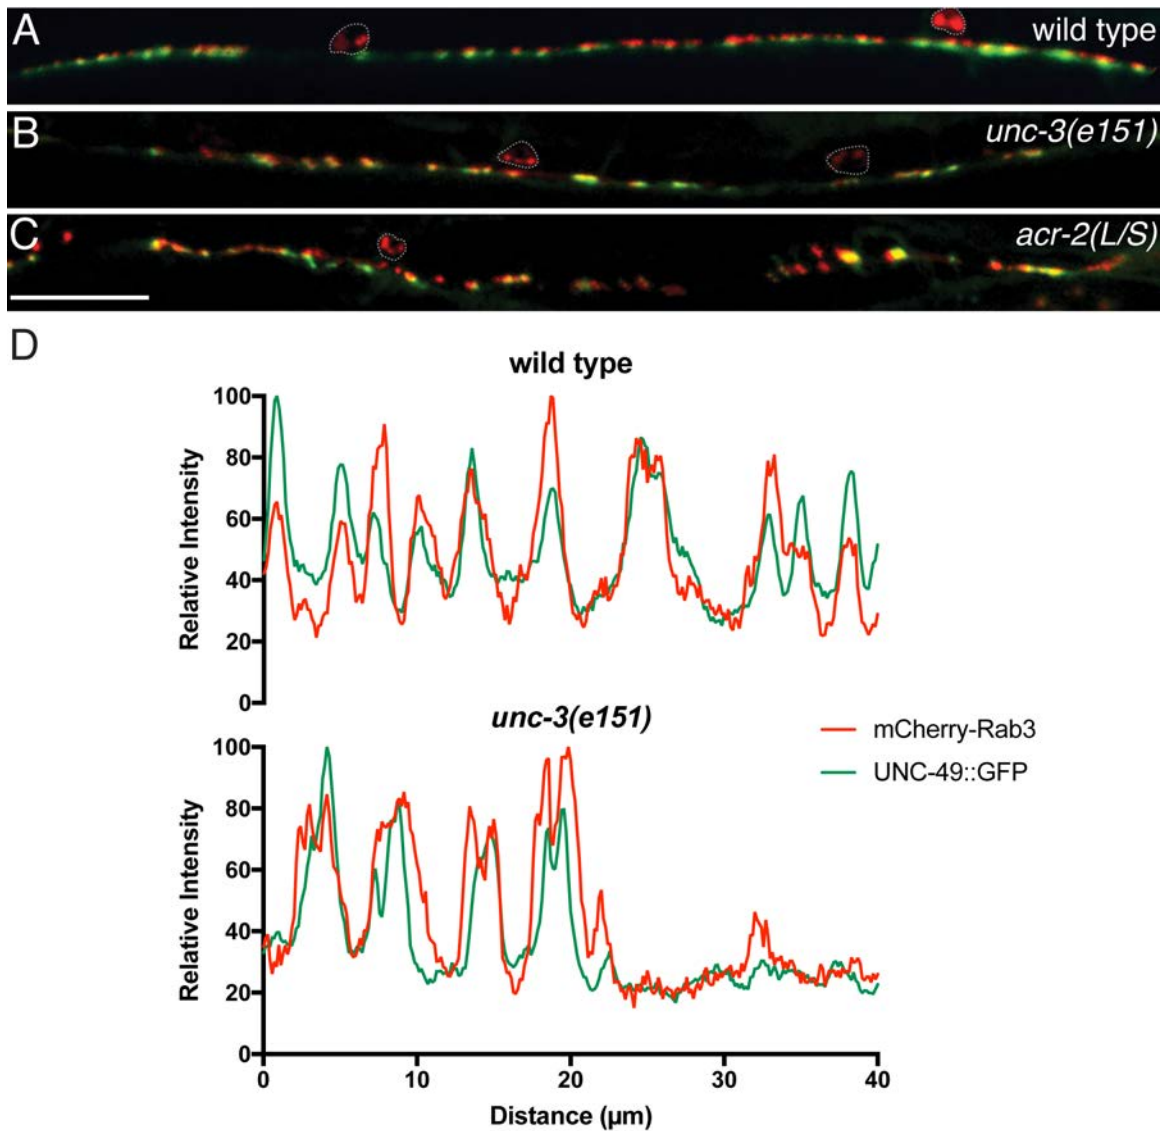 A
wild type
B
unc-3(e151)
C
acr-2(L/S)
D
wild type
100
80
60
40
20
0
Relative Intensity
unc-3(e151)
100
80
60
40
20
0
Relative Intensity
mCherry-Rab3
UNC-49::GFP
0 10 20 30 40
Distance (μm)